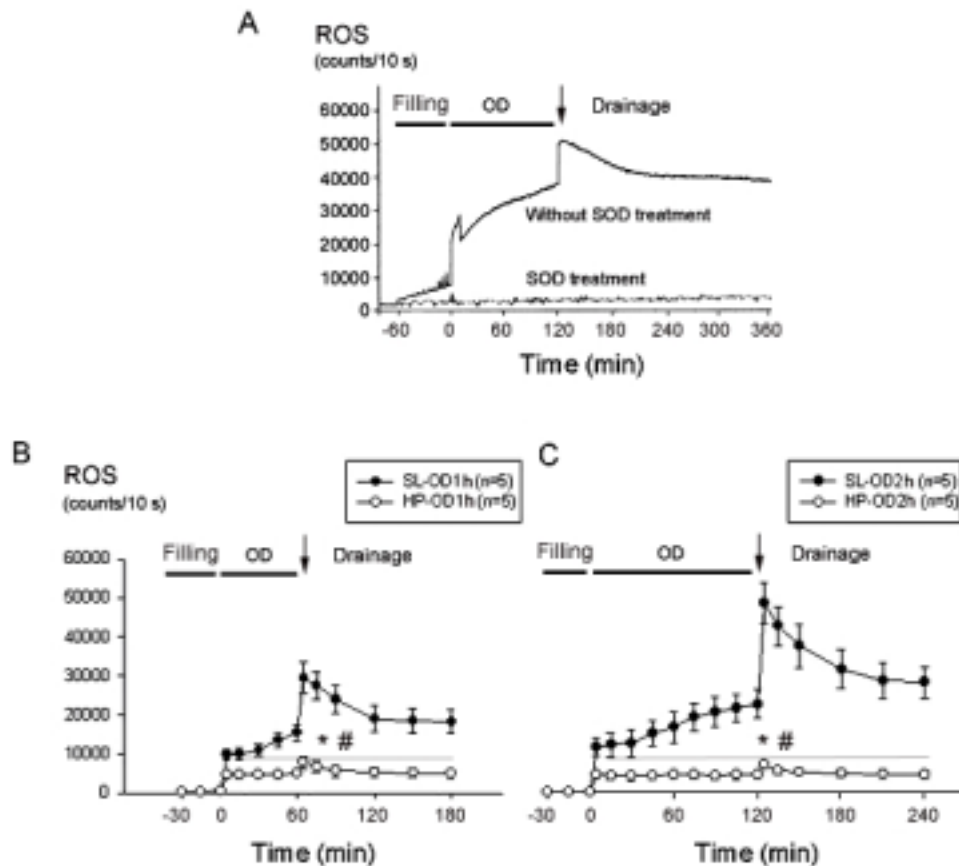 A
ROS
(counts/10 s)
Filling OD Drainage
60000
50000
40000
30000
20000
10000
0
Without SOD treatment
SOD treatment
-60 0 60 120 180 240 300 360
Time (min)
B
ROS
(counts/10 s)
SL-OD1h (n=5)
HP-OD1h (n=5)
Filling OD Drainage
60000
50000
40000
30000
20000
10000
0
* #
-30 0 60 120 180
Time (min)
C
SL-OD2h (n=5)
HP-OD2h (n=5)
Filling OD Drainage
* #
-30 0 60 120 180 240
Time (min)